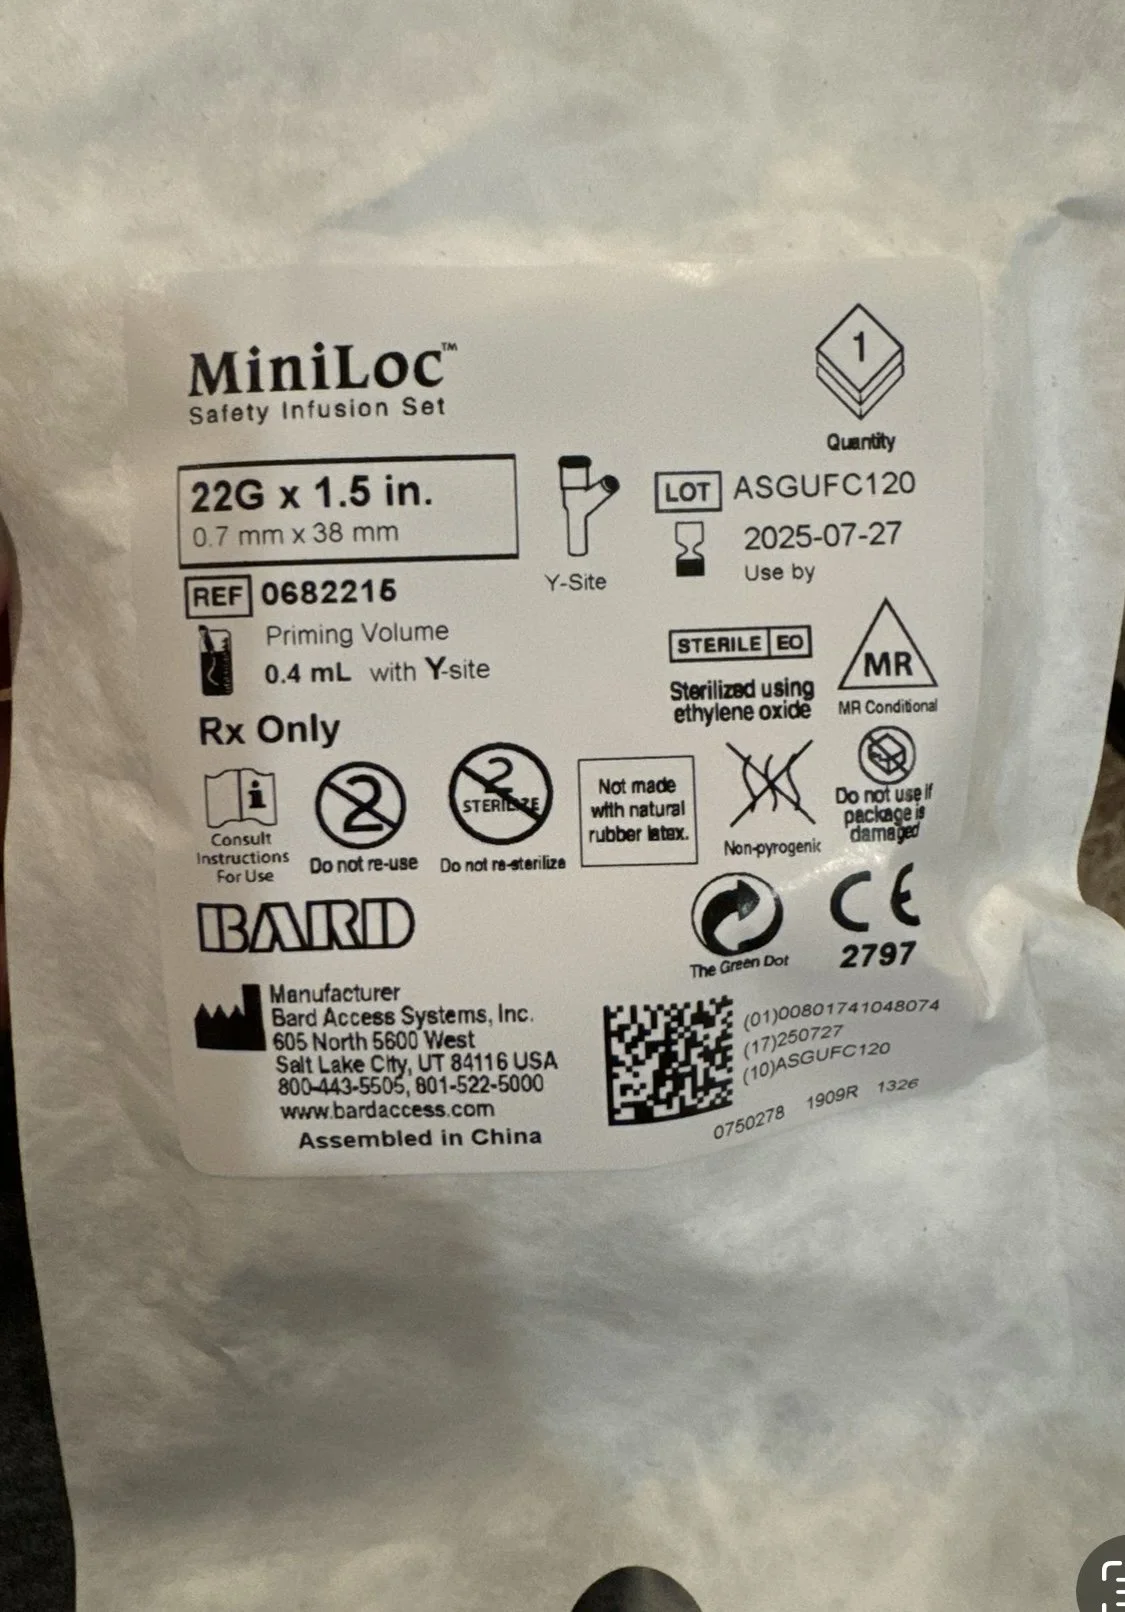 MiniLoc™
Safety Infusion Set
1
Quantity
22G x 1.5 in.
0.7 mm x 38 mm
Y-Site
LOT ASGUFC120
2025-07-27
Use by
REF 0682215
Priming Volume
0.4 mL with Y-site
STERILE EO
Sterilized using
ethylene oxide
MR
MR Conditional
Rx Only
i
Consult
Instructions
For Use
2
Do not re-use
2
STERILIZE
Do not re-sterilize
Not made
with natural
rubber latex.
Non-pyrogenic
Do not use if
package is
damaged
BARD
The Green Dot
CE
2797
Manufacturer
Bard Access Systems, Inc.
605 North 5600 West
Salt Lake City, UT 84116 USA
800-443-5505, 801-522-5000
www.bardaccess.com
Assembled in China
(01)00801741048074
(17)250727
(10)ASGUFC120
0750278 1909R 1326